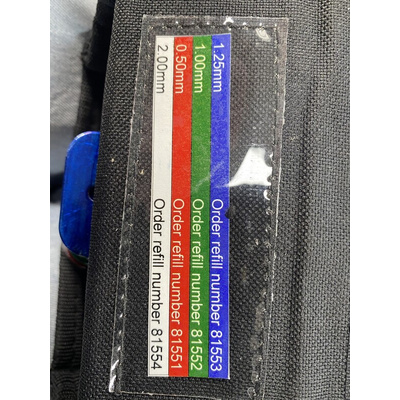 1.25mm Order refill number 81553
1.00mm Order refill number 81552
0.50mm Order refill number 81551
2.00mm Order refill number 81554